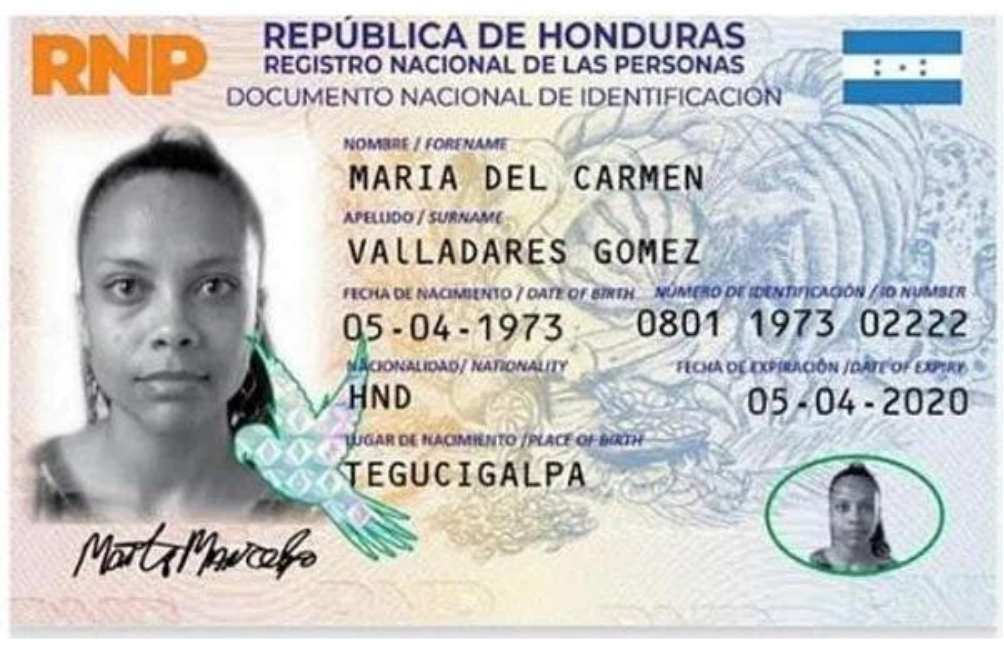 RNP
REPÚBLICA DE HONDURAS
REGISTRO NACIONAL DE LAS PERSONAS
DOCUMENTO NACIONAL DE IDENTIFICACIÓN
NOMBRE / FORENAME
MARIA DEL CARMEN
APELLIDO / SURNAME
VALLADARES GOMEZ
FECHA DE NACIMIENTO / DATE OF BIRTH NÚMERO DE IDENTIFICACIÓN / ID NUMBER
05-04-1973 0801 1973 02222
NACIONALIDAD/ NATIONALITY FECHA DE EXPIRACIÓN /DATE OF EXPIRY
HND 05-04-2020
LUGAR DE NACIMIENTO /PLACE OF BIRTH
TEGUCIGALPA